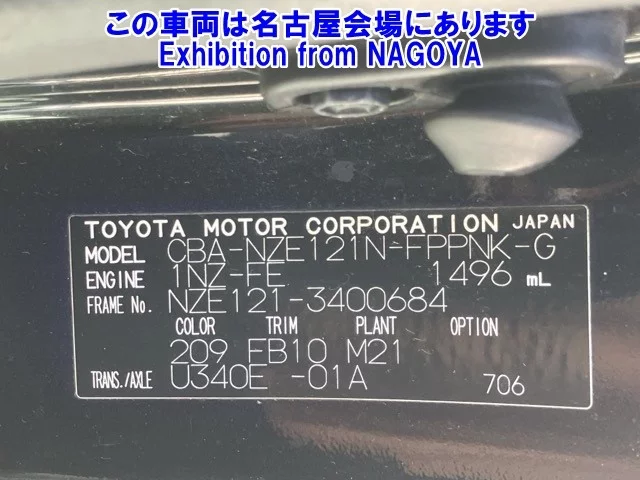 この車両は名古屋会場にあります
Exhibition from NAGOYA
TOYOTA MOTOR CORPORATION JAPAN
MODEL CBA-NZE121N-FPPNK-G
ENGINE 1NZ-FE 1496 mL
FRAME No. NZE121-3400684
COLOR TRIM PLANT OPTION
209 FB10 M21
TRANS./AXLE U340E -01A 706